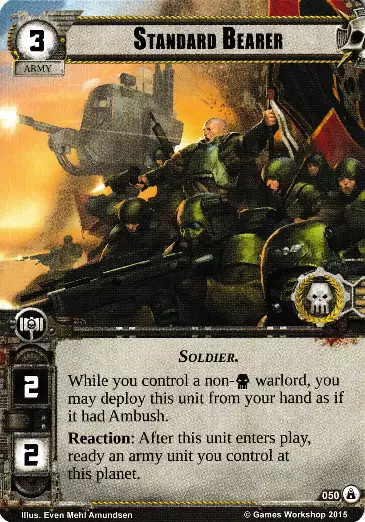 3
STANDARD BEARER
ARMY
SOLDIER.
2
While you control a non- warlord, you
may deploy this unit from your hand as if
it had Ambush.
2
Reaction: After this unit enters play,
ready an army unit you control at
this planet.
050
Illus. Even Mehl Amundsen
© Games Workshop 2015